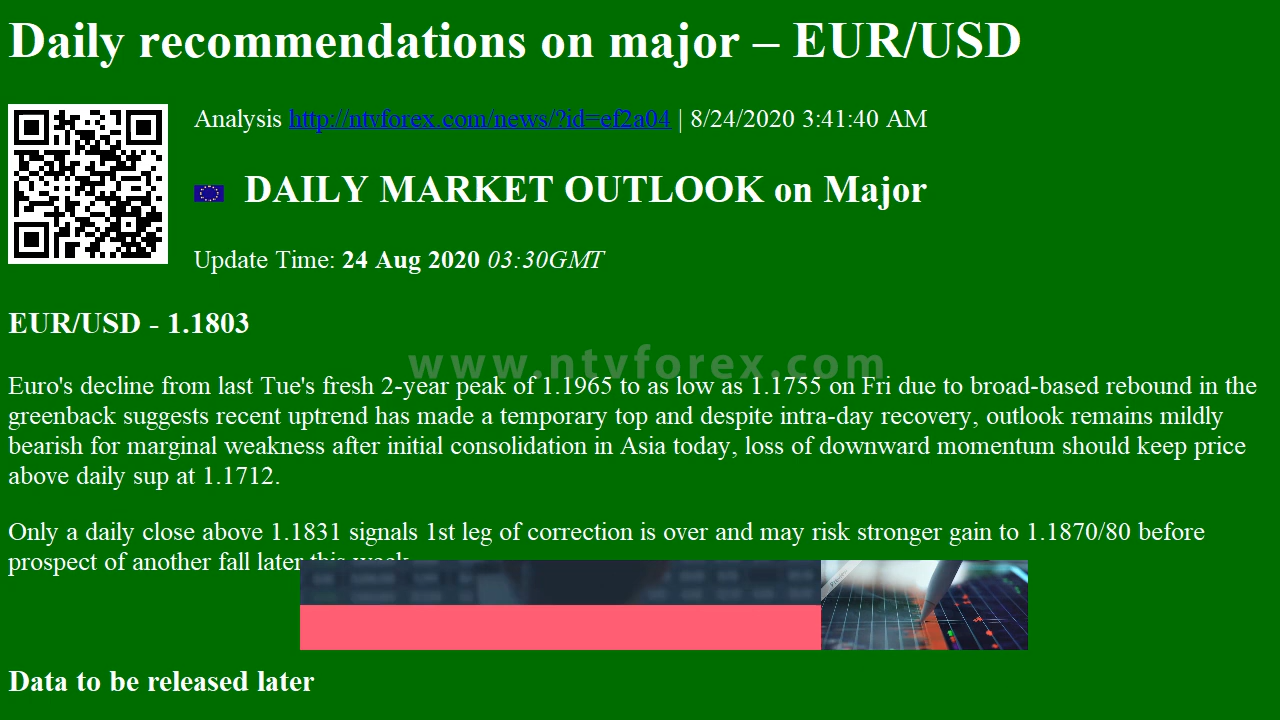 Daily recommendations on major – EUR/USD
Analysis http://ntvforex.com/news/?id=ef2a04 | 8/24/2020 3:41:40 AM
DAILY MARKET OUTLOOK on Major
Update Time: 24 Aug 2020 03:30GMT
EUR/USD - 1.1803
www.ntvforex.com
Euro's decline from last Tue's fresh 2-year peak of 1.1965 to as low as 1.1755 on Fri due to broad-based rebound in the
greenback suggests recent uptrend has made a temporary top and despite intra-day recovery, outlook remains mildly
bearish for marginal weakness after initial consolidation in Asia today, loss of downward momentum should keep price
above daily sup at 1.1712.
Only a daily close above 1.1831 signals 1st leg of correction is over and may risk stronger gain to 1.1870/80 before
prospect of another fall later
Data to be released later